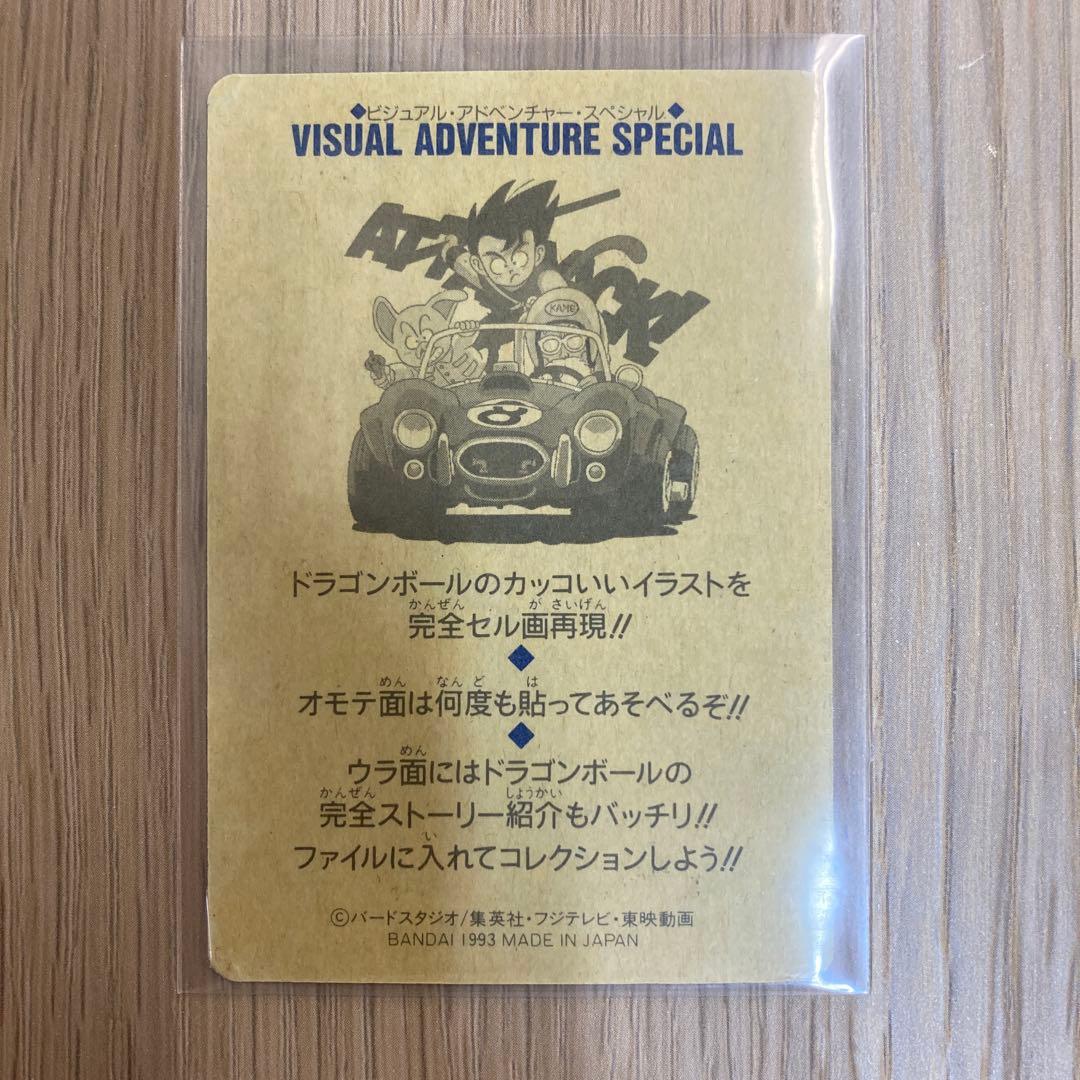 ◆ビジュアル・アドベンチャー・スペシャル◆
VISUAL ADVENTURE SPECIAL
KAME
ドラゴンボールのカッコいいイラストを
かんぜん が さいげん
完全セル画再現!!
めん なん ど は
オモテ面は何度も貼ってあそべるぞ!!
めん
ウラ面にはドラゴンボールの
かんぜん しょうかい
完全ストーリー紹介もバッチリ!!
い
ファイルに入れてコレクションしよう!!
©バードスタジオ/集英社・フジテレビ・東映動画
BANDAI 1993 MADE IN JAPAN